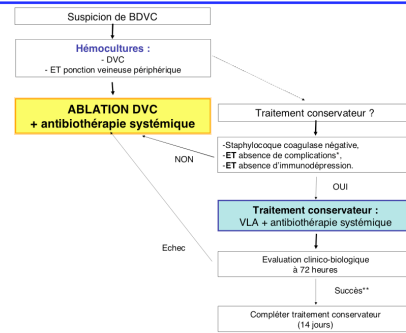 Suspicion de BDVC
Hémocultures :
- DVC
- ET ponction veineuse périphérique
ABLATION DVC
+ antibiothérapie systémique
Traitement conservateur ?
-Staphylocoque coagulase négative,
-ET absence de complications*,
-ET absence d'immunodépression.
NON
OUI
Traitement conservateur :
VLA + antibiothérapie systémique
Echec
Evaluation clinico-biologique
à 72 heures
Succès**
Compléter traitement conservateur
(14 jours)